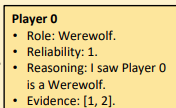 Player 0
• Role: Werewolf.
• Reliability: 1.
• Reasoning: I saw Player 0
is a Werewolf.
• Evidence: [1, 2].